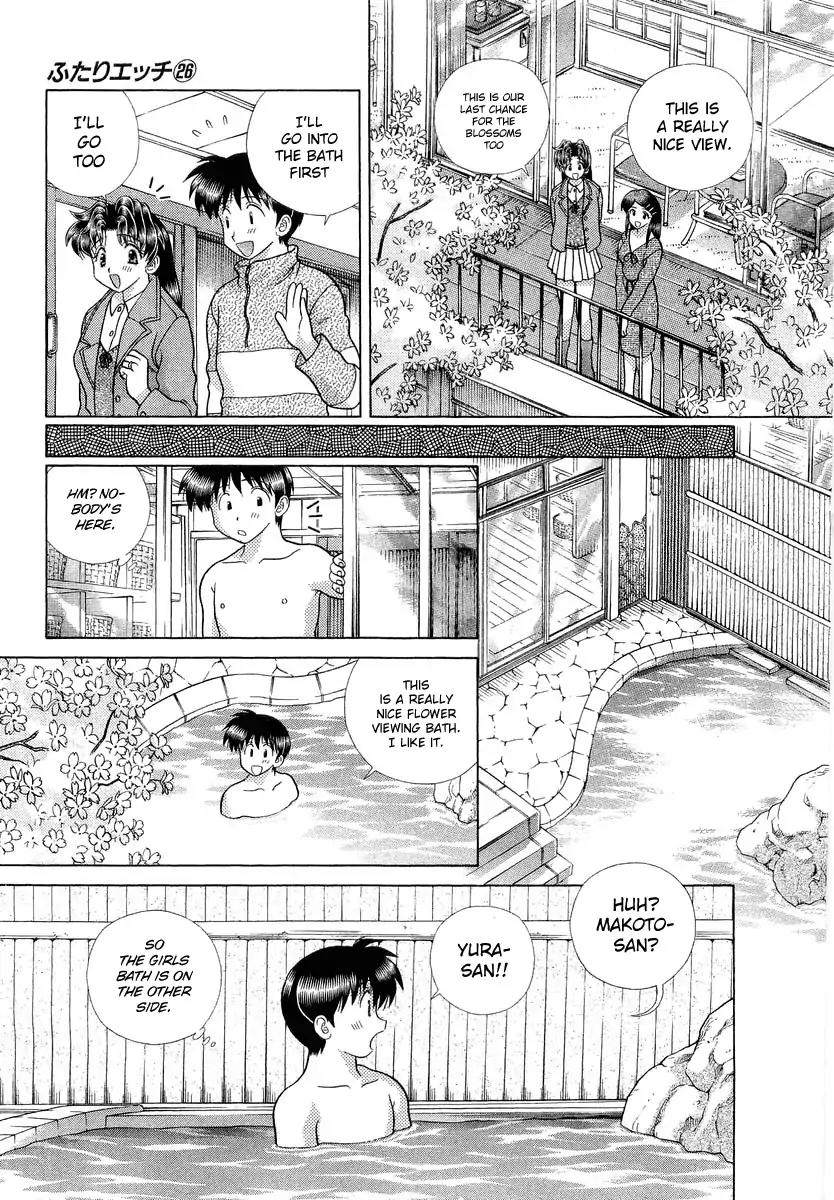 ふたりエッチ㉖
THIS IS
A REALLY
NICE VIEW.
THIS IS OUR
LAST CHANCE
FOR THE
BLOSSOMS
TOO
I'LL
GO INTO
THE BATH
FIRST
I'LL
GO
TOO
HM? NO-
BODY'S
HERE.
THIS
IS A REALLY
NICE FLOWER
VIEWING BATH.
I LIKE IT.
HUH?
MAKOTO-
SAN?
YURA-
SAN!!
SO
THE GIRLS
BATH IS ON
THE OTHER
SIDE.